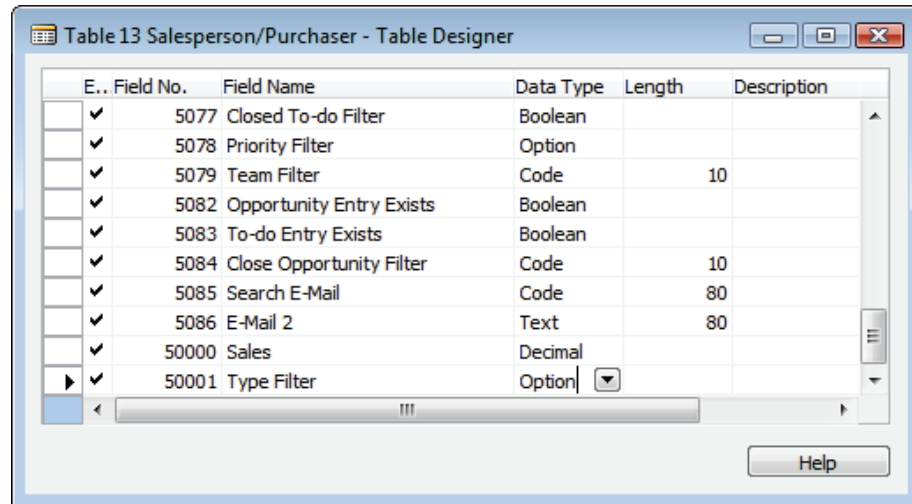 Table 13 Salesperson/Purchaser - Table Designer
E.. Field No. Field Name Data Type Length Description
5077 Closed To-do Filter Boolean
5078 Priority Filter Option
5079 Team Filter Code 10
5082 Opportunity Entry Exists Boolean
5083 To-do Entry Exists Boolean
5084 Close Opportunity Filter Code 10
5085 Search E-Mail Code 80
5086 E-Mail 2 Text 80
50000 Sales Decimal
50001 Type Filter Option
Help